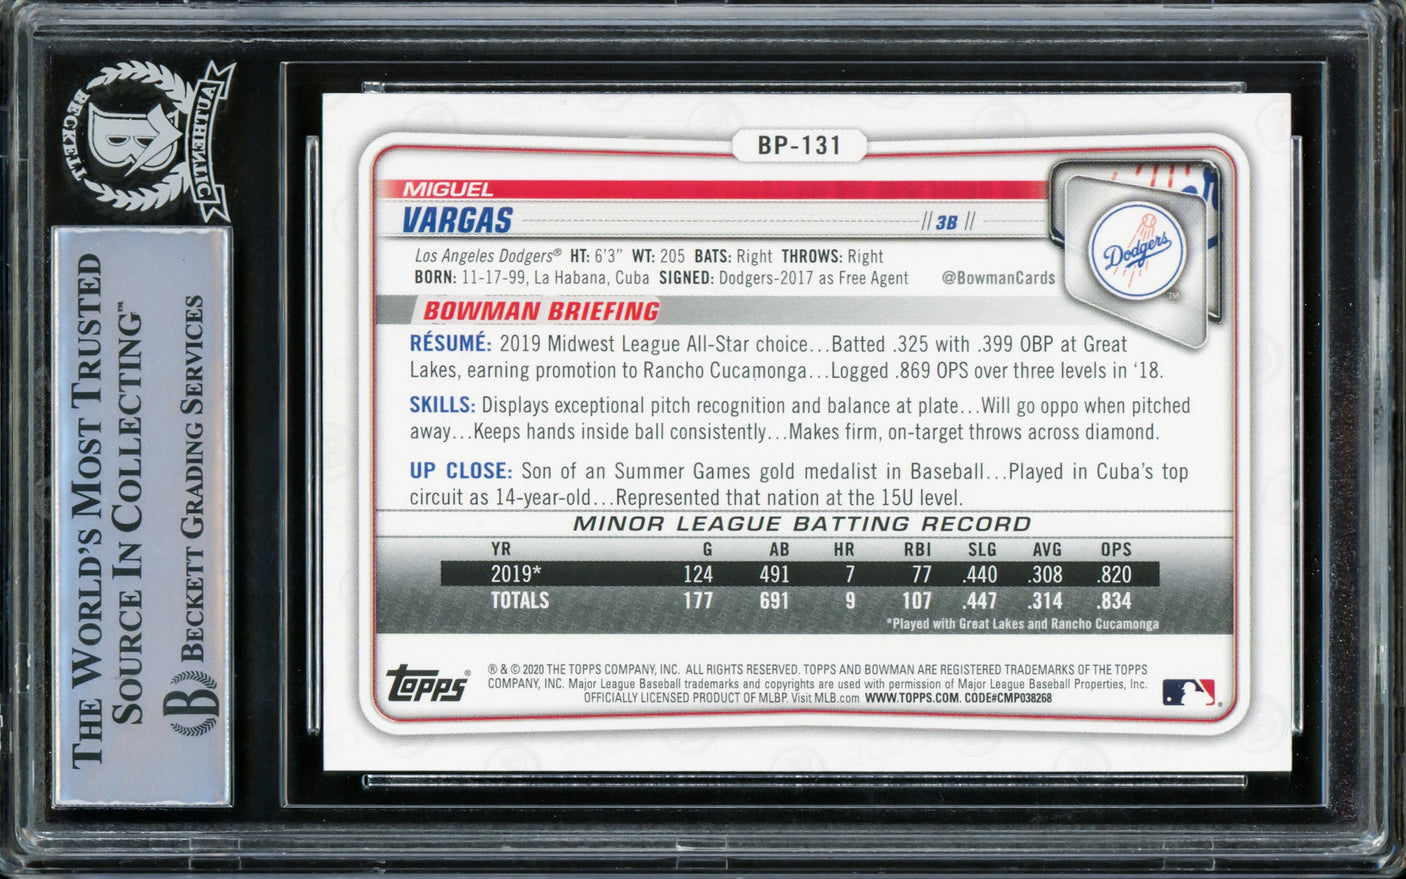 BECKETT
AUTHENTIC
B
THE WORLD'S MOST TRUSTED
SOURCE IN COLLECTING™
BECKETT GRADING SERVICES
BP-131
MIGUEL
VARGAS // 3B //
Los Angeles Dodgers® HT: 6'3" WT: 205 BATS: Right THROWS: Right
BORN: 11-17-99, La Habana, Cuba SIGNED: Dodgers-2017 as Free Agent @BowmanCards
Dodgers
TM
BOWMAN BRIEFING
RÉSUMÉ: 2019 Midwest League All-Star choice...Batted .325 with .399 OBP at Great
Lakes, earning promotion to Rancho Cucamonga...Logged .869 OPS over three levels in '18.
SKILLS: Displays exceptional pitch recognition and balance at plate...Will go oppo when pitched
away...Keeps hands inside ball consistently...Makes firm, on-target throws across diamond.
UP CLOSE: Son of an Summer Games gold medalist in Baseball...Played in Cuba's top
circuit as 14-year-old...Represented that nation at the 15U level.
MINOR LEAGUE BATTING RECORD
YR G AB HR RBI SLG AVG OPS
2019* 124 491 7 77 .440 .308 .820
TOTALS 177 691 9 107 .447 .314 .834
*Played with Great Lakes and Rancho Cucamonga
Topps®
® & © 2020 THE TOPPS COMPANY, INC. ALL RIGHTS RESERVED. TOPPS AND BOWMAN ARE REGISTERED TRADEMARKS OF THE TOPPS
COMPANY, INC. Major League Baseball trademarks and copyrights are used with permission of Major League Baseball Properties, Inc.
OFFICIALLY LICENSED PRODUCT OF MLBP. Visit MLB.com WWW.TOPPS.COM. CODE#CMP038268